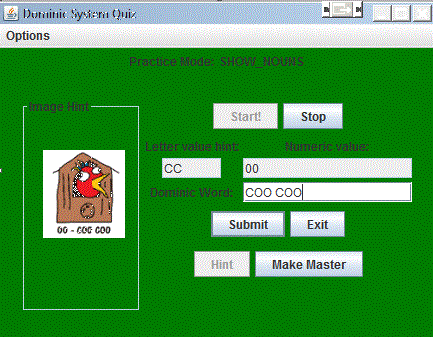 Dominic System Quiz
Options
Practice Mode: SHOW_NOUNS
Image Hint
Start! Stop
Letter value hint: Numeric value:
CC 00
Dominic Word: COO COO
00 - COO COO
Submit Exit
Hint Make Master